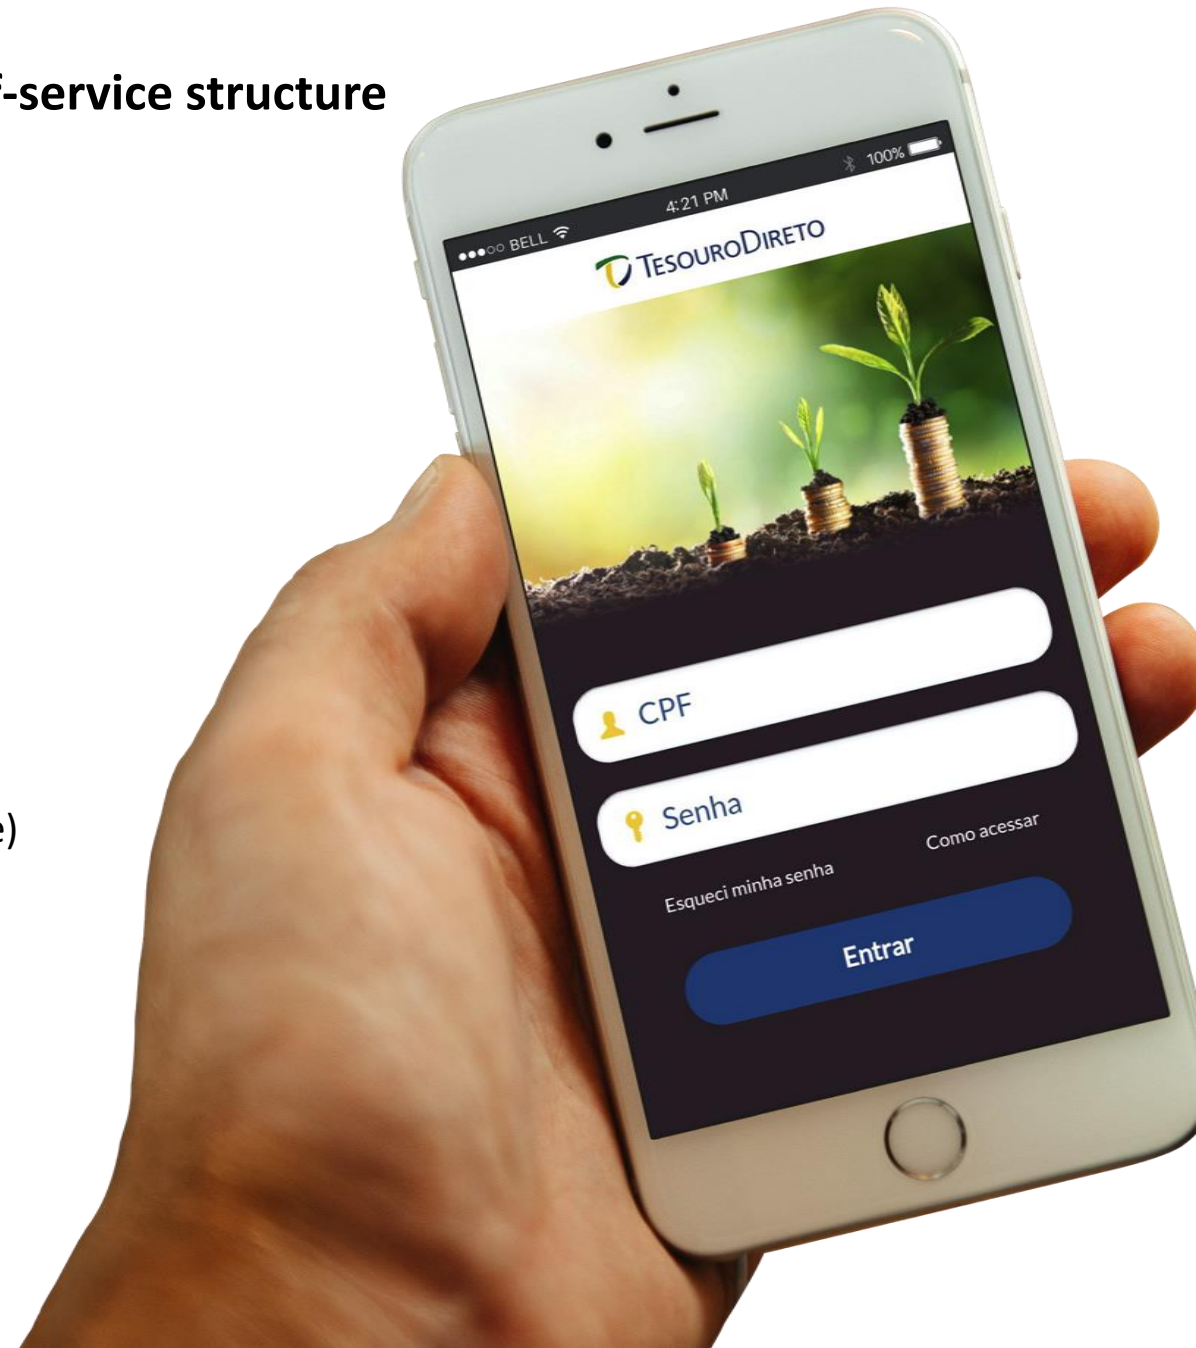 f-service structure
BELL 4:21 PM 100%
TESOURODIRETO
CPF
Senha
e)
Esqueci minha senha Como acessar
Entrar